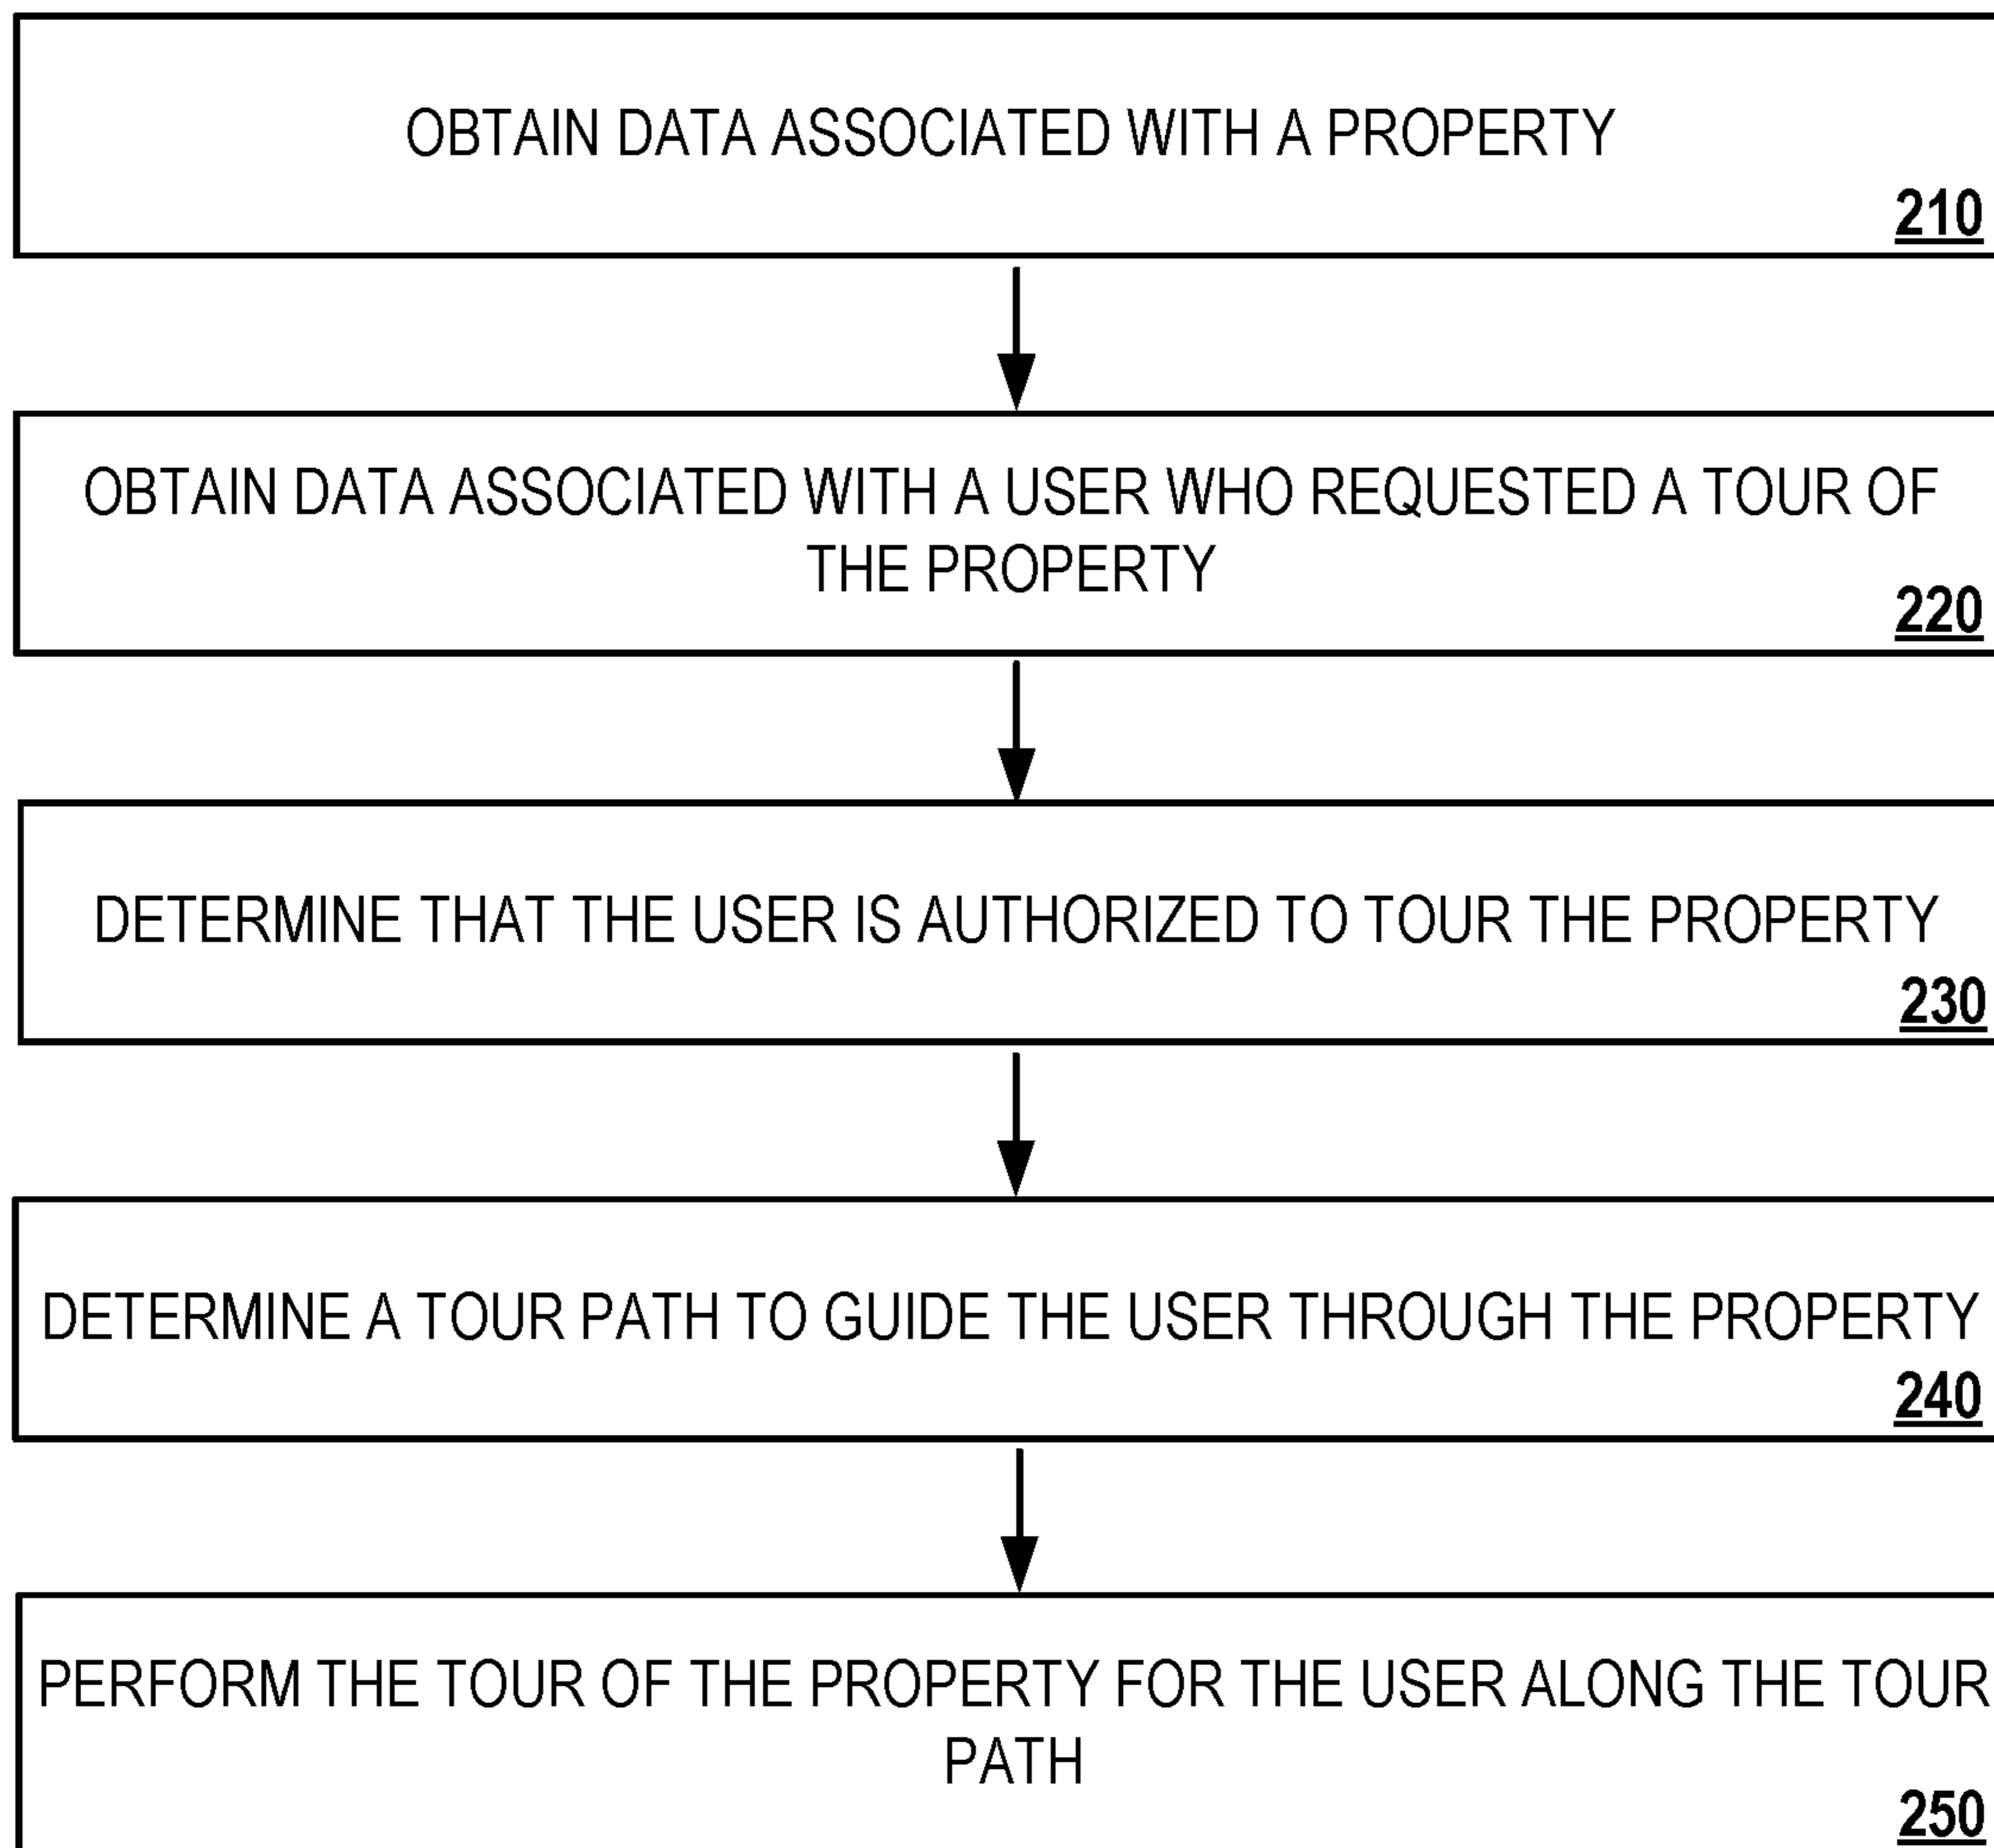 OBTAIN DATA ASSOCIATED WITH A PROPERTY
210
OBTAIN DATA ASSOCIATED WITH A USER WHO REQUESTED A TOUR OF
THE PROPERTY
220
DETERMINE THAT THE USER IS AUTHORIZED TO TOUR THE PROPERTY
230
DETERMINE A TOUR PATH TO GUIDE THE USER THROUGH THE PROPERTY
240
PERFORM THE TOUR OF THE PROPERTY FOR THE USER ALONG THE TOUR
PATH
250